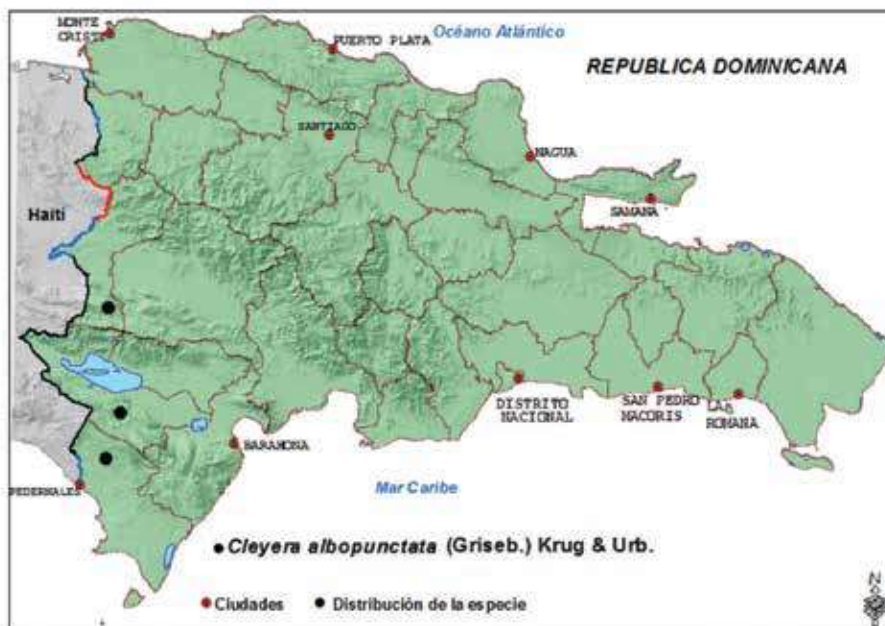 MONTE
CRISTI
PUERTO PLATA
Océano Atlántico
REPUBLICA DOMINICANA
SANTIAGO
NAGUA
SAMANA
Haití
DISTRITO
NACIONAL
SAN PEDRO
MACORIS
LA
ROMANA
BARAHONA
PEDERNALES
Mar Caribe
Cleyera albopunctata (Griseb.) Krug & Urb.
Ciudades
Distribución de la especie
N